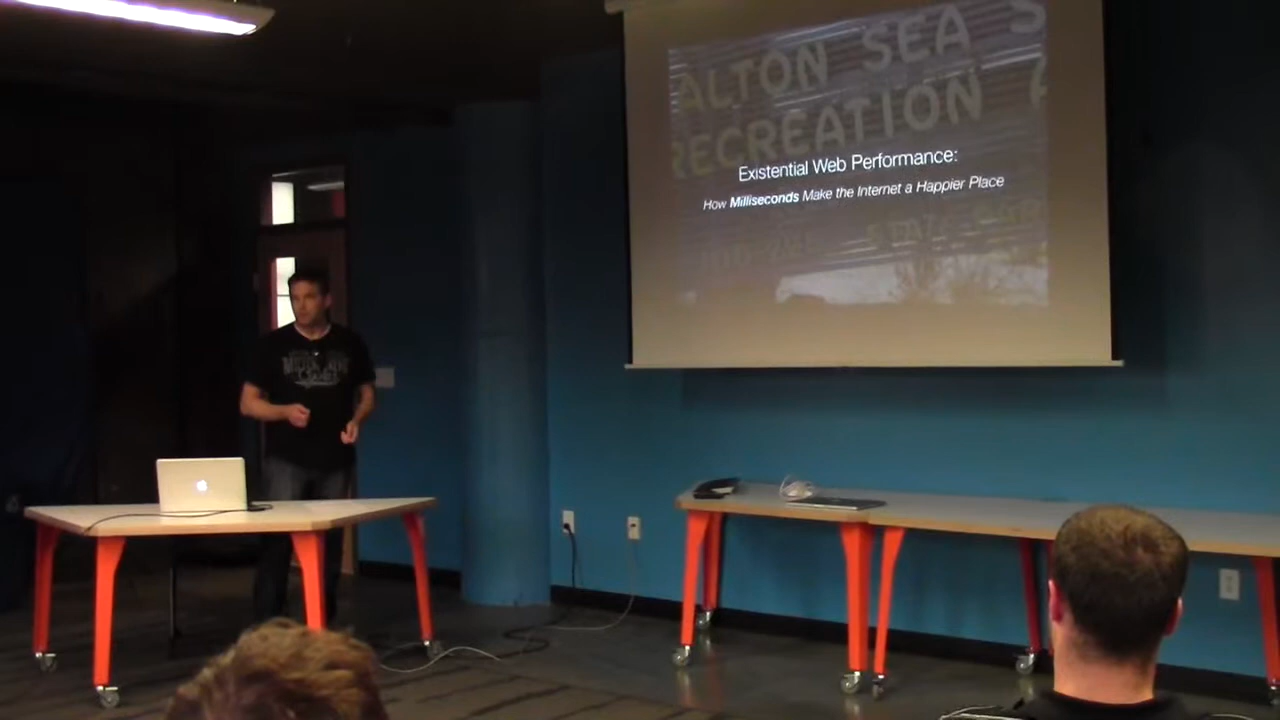 ALTON SEA S
RECREATION
Existential Web Performance:
How Milliseconds Make the Internet a Happier Place